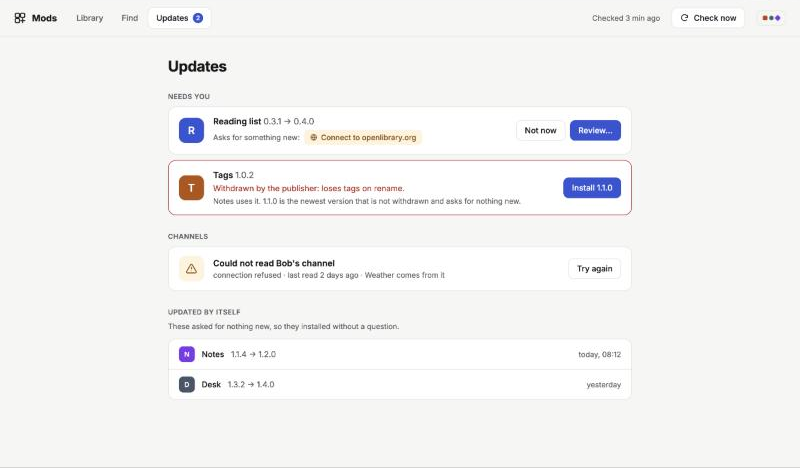 Mods Library Find Updates 2 Checked 3 min ago Check now
Updates
NEEDS YOU
R Reading list 0.3.1 → 0.4.0
Asks for something new: Connect to openlibrary.org
Not now Review...
T Tags 1.0.2
Withdrawn by the publisher: loses tags on rename.
Notes uses it. 1.1.0 is the newest version that is not withdrawn and asks for nothing new.
Install 1.1.0
CHANNELS
Could not read Bob's channel
connection refused · last read 2 days ago · Weather comes from it
Try again
UPDATED BY ITSELF
These asked for nothing new, so they installed without a question.
N Notes 1.1.4 → 1.2.0 today, 08:12
D Desk 1.3.2 → 1.4.0 yesterday